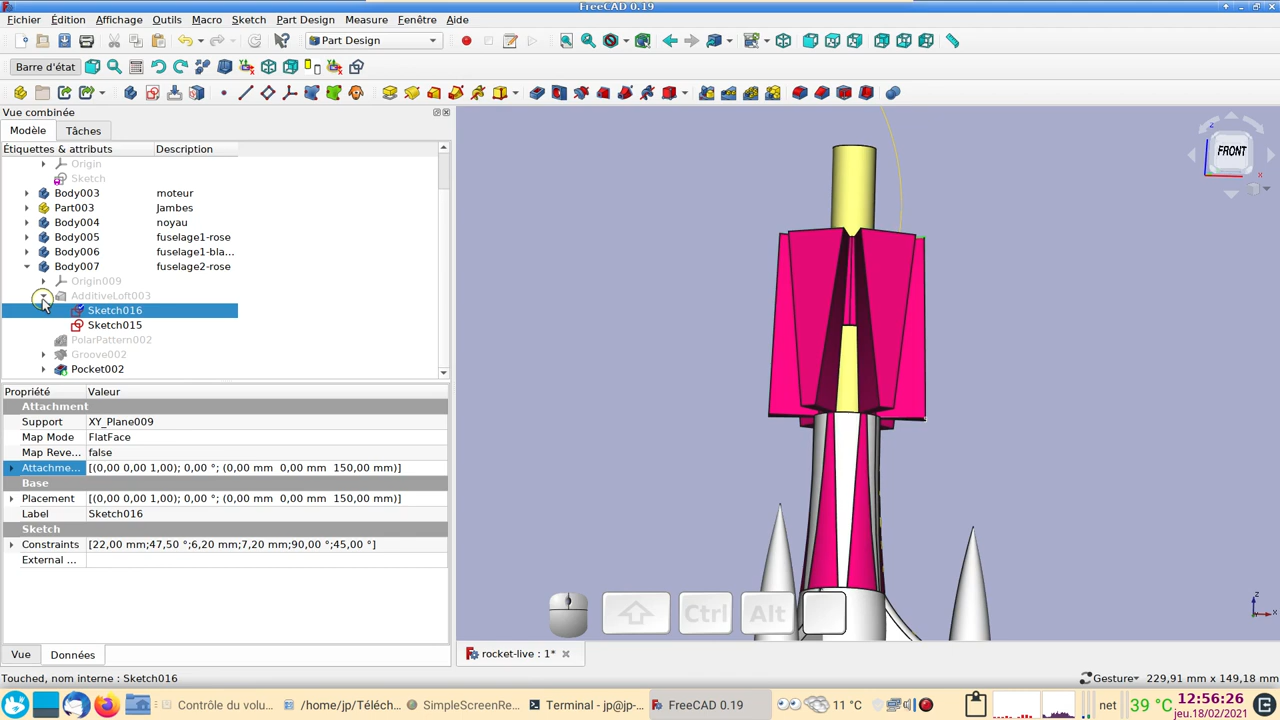 FreeCAD 0.19
Fichier Édition Affichage Outils Macro Sketch Part Design Measure Fenêtre Aide
Part Design
Barre d'état
Vue combinée
Modèle Tâches
Étiquettes & attributs Description
Origin
Sketch
Body003 moteur
Part003 Jambes
Body004 noyau
Body005 fuselage1-rose
Body006 fuselage1-bla...
Body007 fuselage2-rose
Origin009
AdditiveLoft003
Sketch016
Sketch015
PolarPattern002
Groove002
Pocket002
Propriété Valeur
Attachment
Support XY_Plane009
Map Mode FlatFace
Map Reve... false
Attachme... [(0,00 0,00 1,00); 0,00 °; (0,00 mm 0,00 mm 150,00 mm)]
Base
Placement [(0,00 0,00 1,00); 0,00 °; (0,00 mm 0,00 mm 150,00 mm)]
Label Sketch016
Sketch
Constraints [22,00 mm;47,50 °;6,20 mm;7,20 mm;90,00 °;45,00 °]
External ...
Vue Données
FRONT
Z
X
Ctrl Alt
Z
X
rocket-live : 1*
Touched, none interne : Sketch016 Gesture 229,91 mm x 149,18 mm
Contrôle du volu... /home/jp/Téléch... SimpleScreenRe... Terminal - jp@jp-... FreeCAD 0.19 11 °C net 39 °C 12:56:26
jeu.18/02/2021